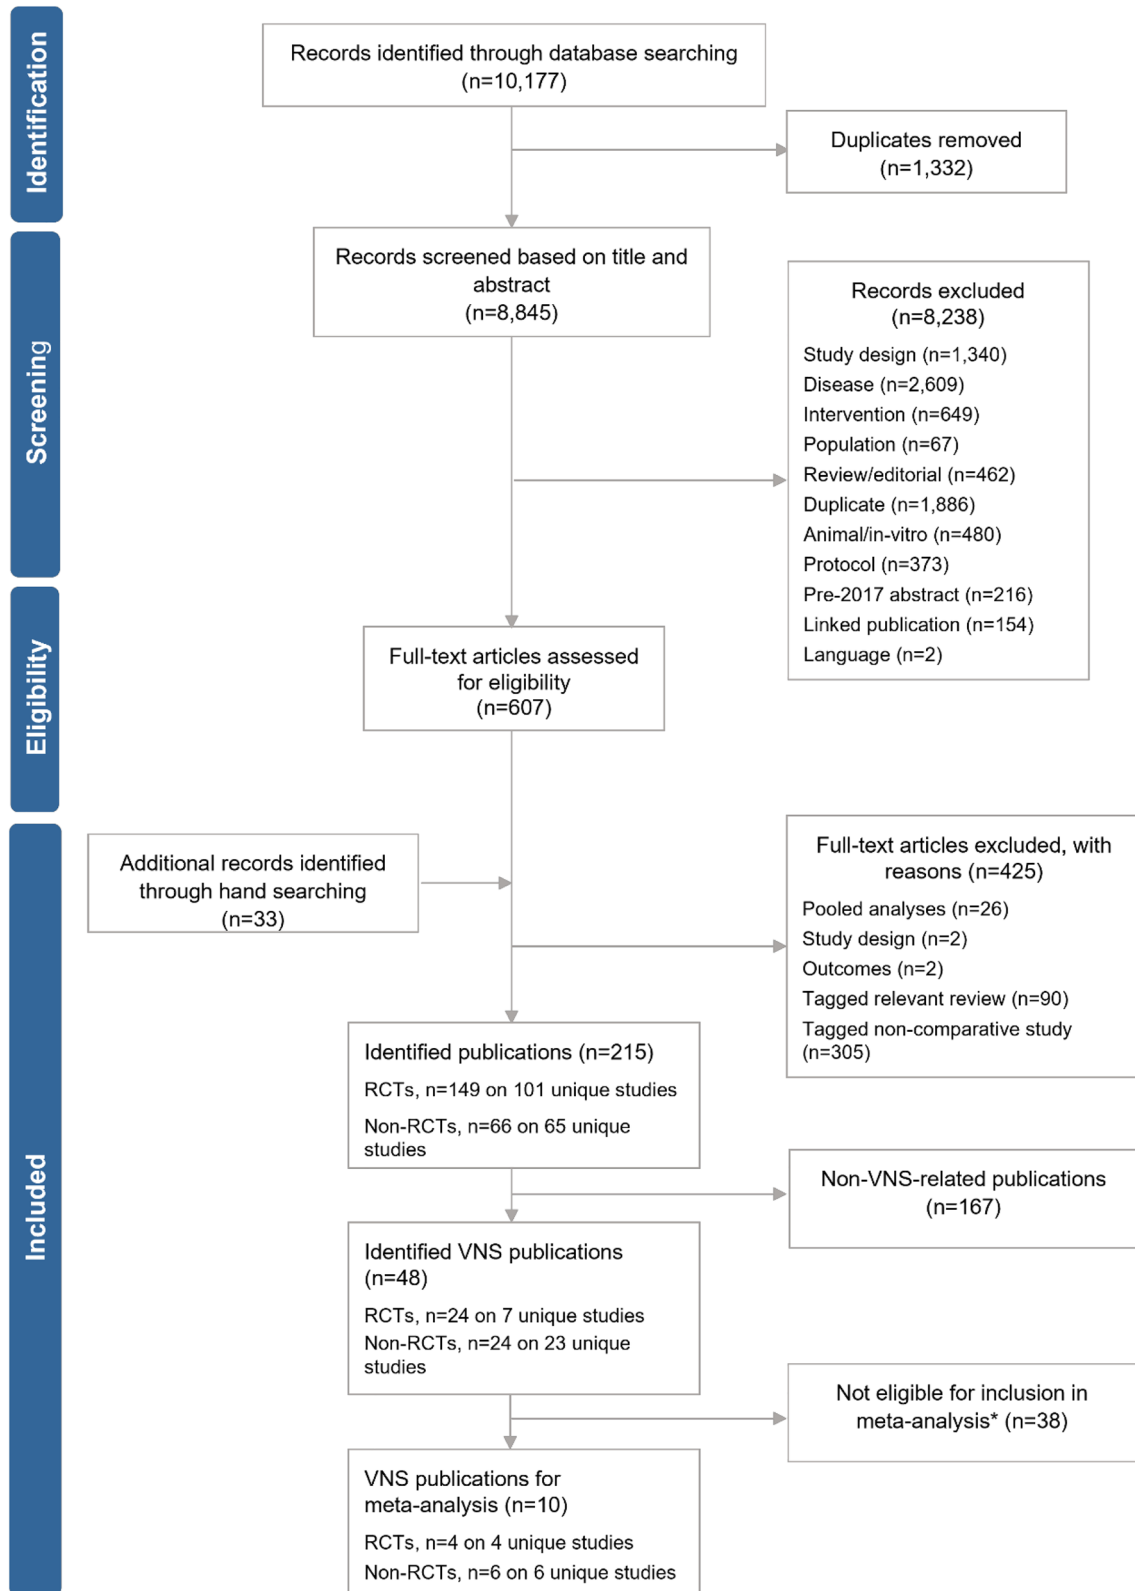 Identification
Records identified through database searching
(n=10,177)
Duplicates removed
(n=1,332)
Screening
Records screened based on title and
abstract
(n=8,845)
Records excluded
(n=8,238)
Study design (n=1,340)
Disease (n=2,609)
Intervention (n=649)
Population (n=67)
Review/editorial (n=462)
Duplicate (n=1,886)
Animal/in-vitro (n=480)
Protocol (n=373)
Pre-2017 abstract (n=216)
Linked publication (n=154)
Language (n=2)
Eligibility
Full-text articles assessed
for eligibility
(n=607)
Included
Additional records identified
through hand searching
(n=33)
Full-text articles excluded, with
reasons (n=425)
Pooled analyses (n=26)
Study design (n=2)
Outcomes (n=2)
Tagged relevant review (n=90)
Tagged non-comparative study
(n=305)
Identified publications (n=215)
RCTs, n=149 on 101 unique studies
Non-RCTs, n=66 on 65 unique
studies
Non-VNS-related publications
(n=167)
Identified VNS publications
(n=48)
RCTs, n=24 on 7 unique studies
Non-RCTs, n=24 on 23 unique
studies
Not eligible for inclusion in
meta-analysis* (n=38)
VNS publications for
meta-analysis (n=10)
RCTs, n=4 on 4 unique studies
Non-RCTs, n=6 on 6 unique studies